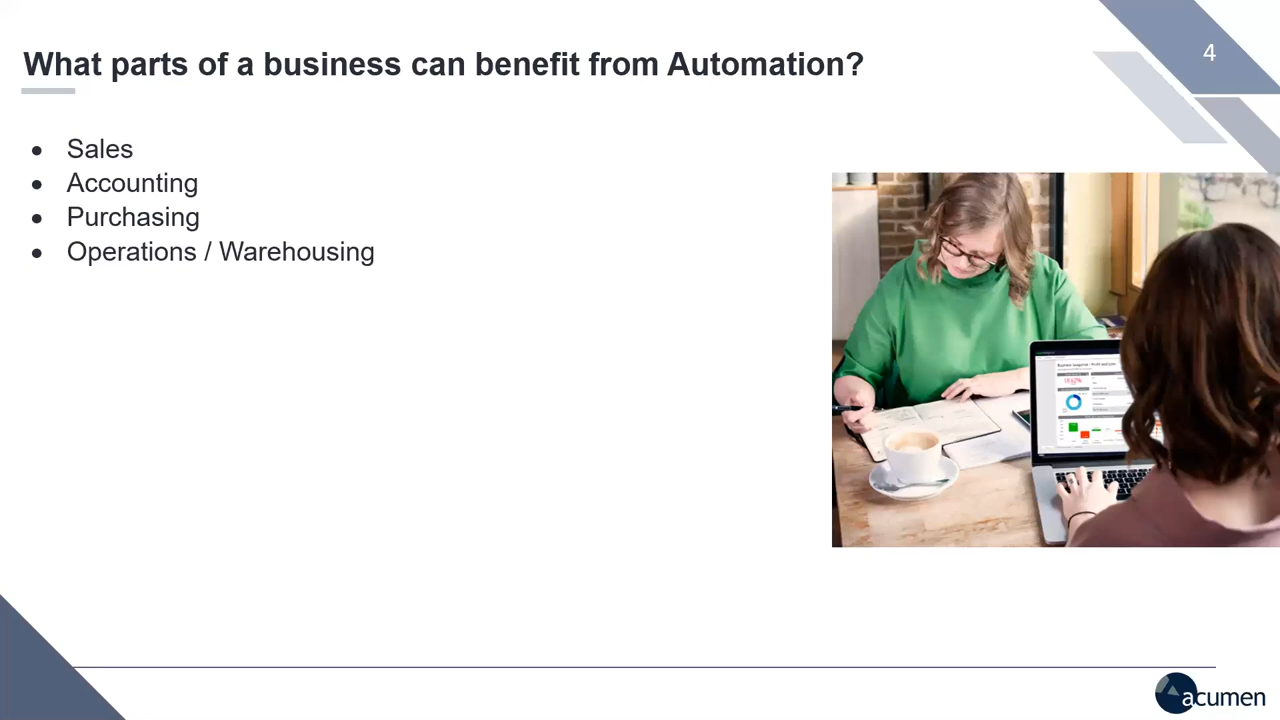 What parts of a business can benefit from Automation?
4
• Sales
• Accounting
• Purchasing
• Operations / Warehousing
acumen